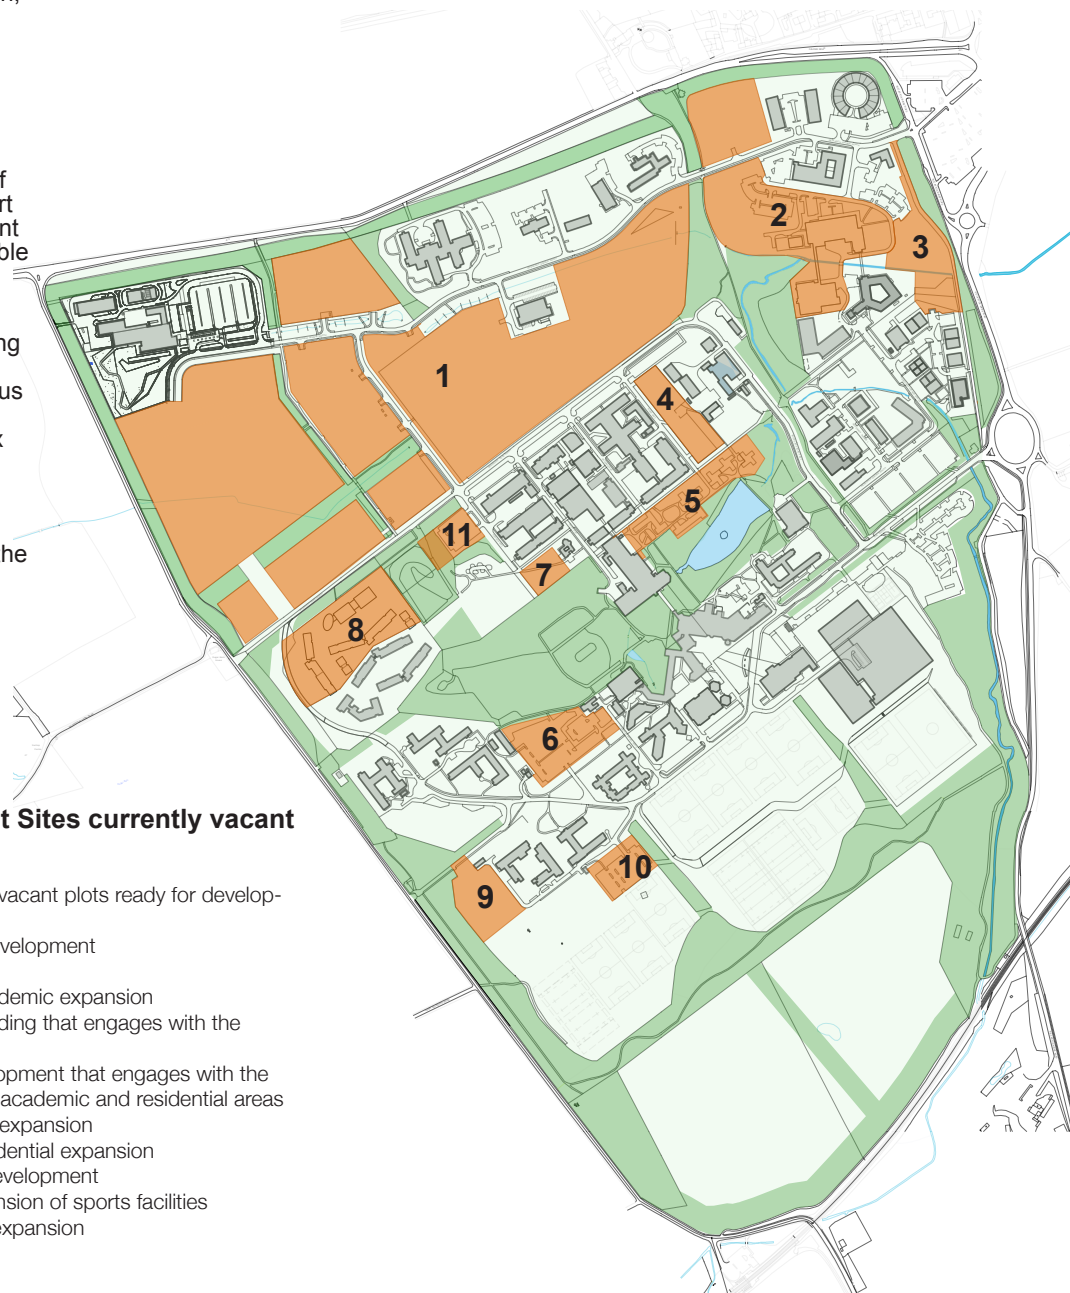 f
rt
nt
ble
ng
us
x
the
t Sites currently vacant
vacant plots ready for develop-
velopment
demic expansion
ding that engages with the
opment that engages with the
academic and residential areas
expansion
dential expansion
evelopment
nsion of sports facilities
expansion
1
2
3
4
5
11
7
8
6
10
9